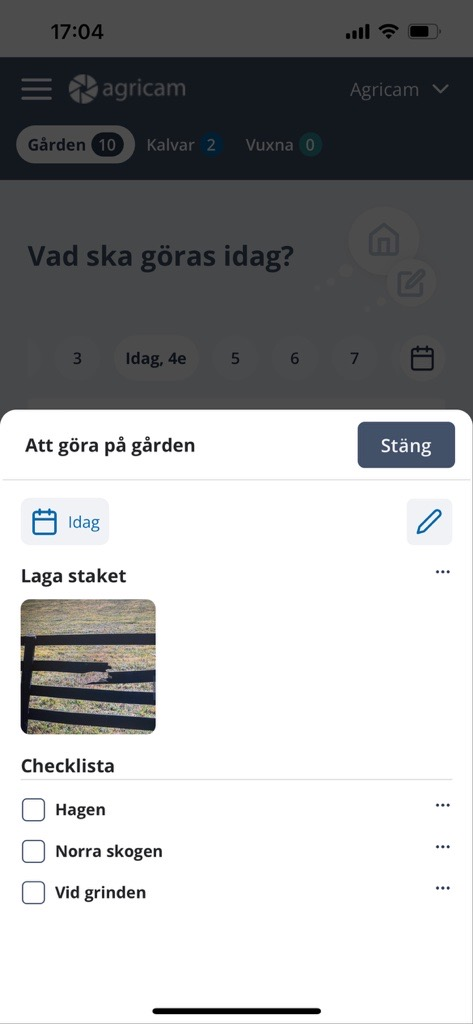 17:04
agricam
Agricam
Gården 10 Kalvar 2 Vuxna 0
Vad ska göras idag?
3 Idag, 4e 5 6 7
Att göra på gården
Stäng
Idag
Laga staket
Checklista
Hagen
Norra skogen
Vid grinden